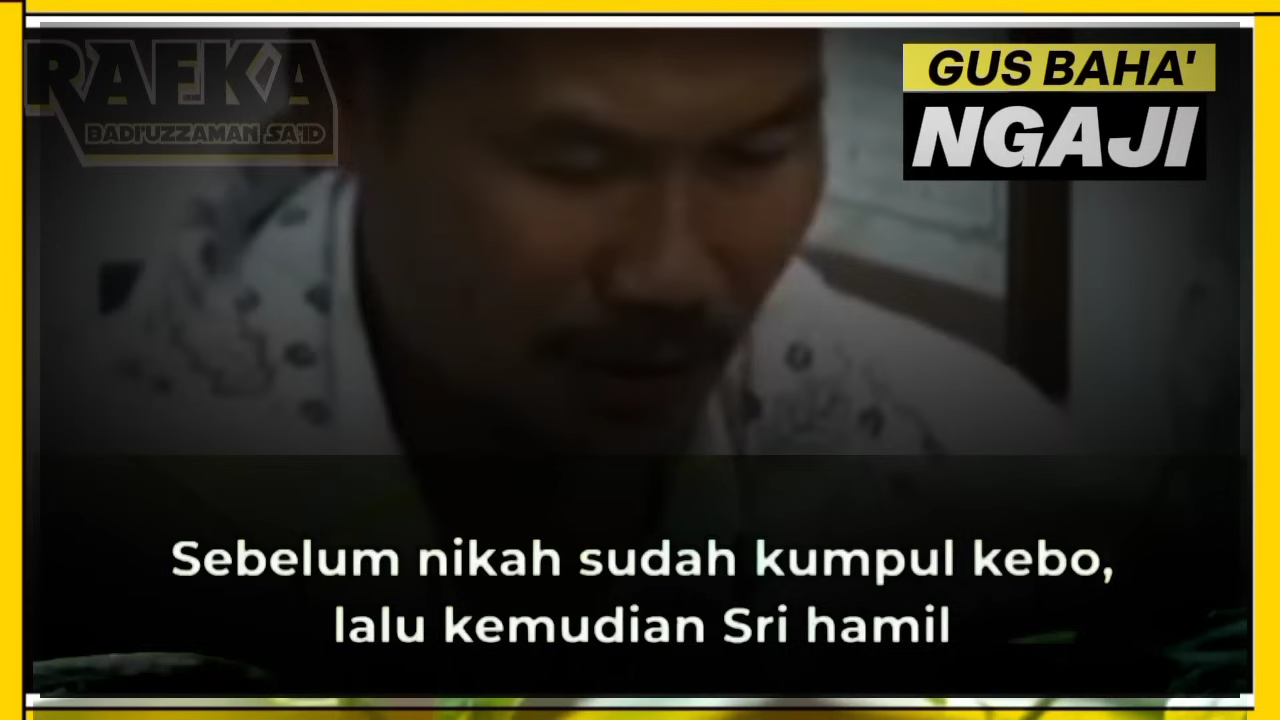 RAFKA
BADI'UZZAMAN SA'ID
GUS BAHA'
NGAJI
Sebelum nikah sudah kumpul kebo,
lalu kemudian Sri hamil